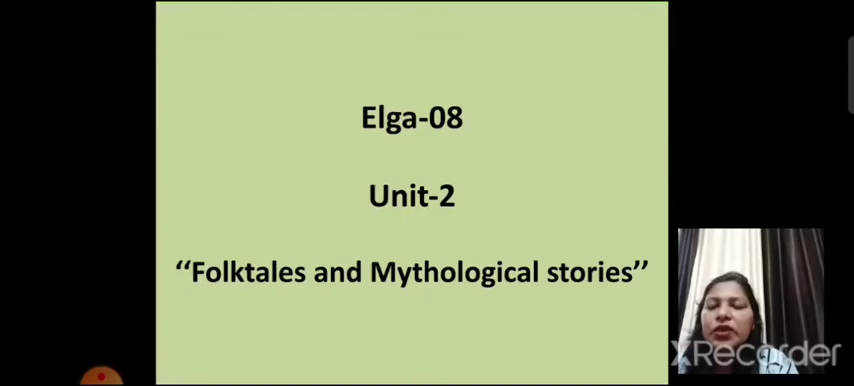 Elga-08
Unit-2
‘‘Folktales and Mythological stories’’
XRecorder